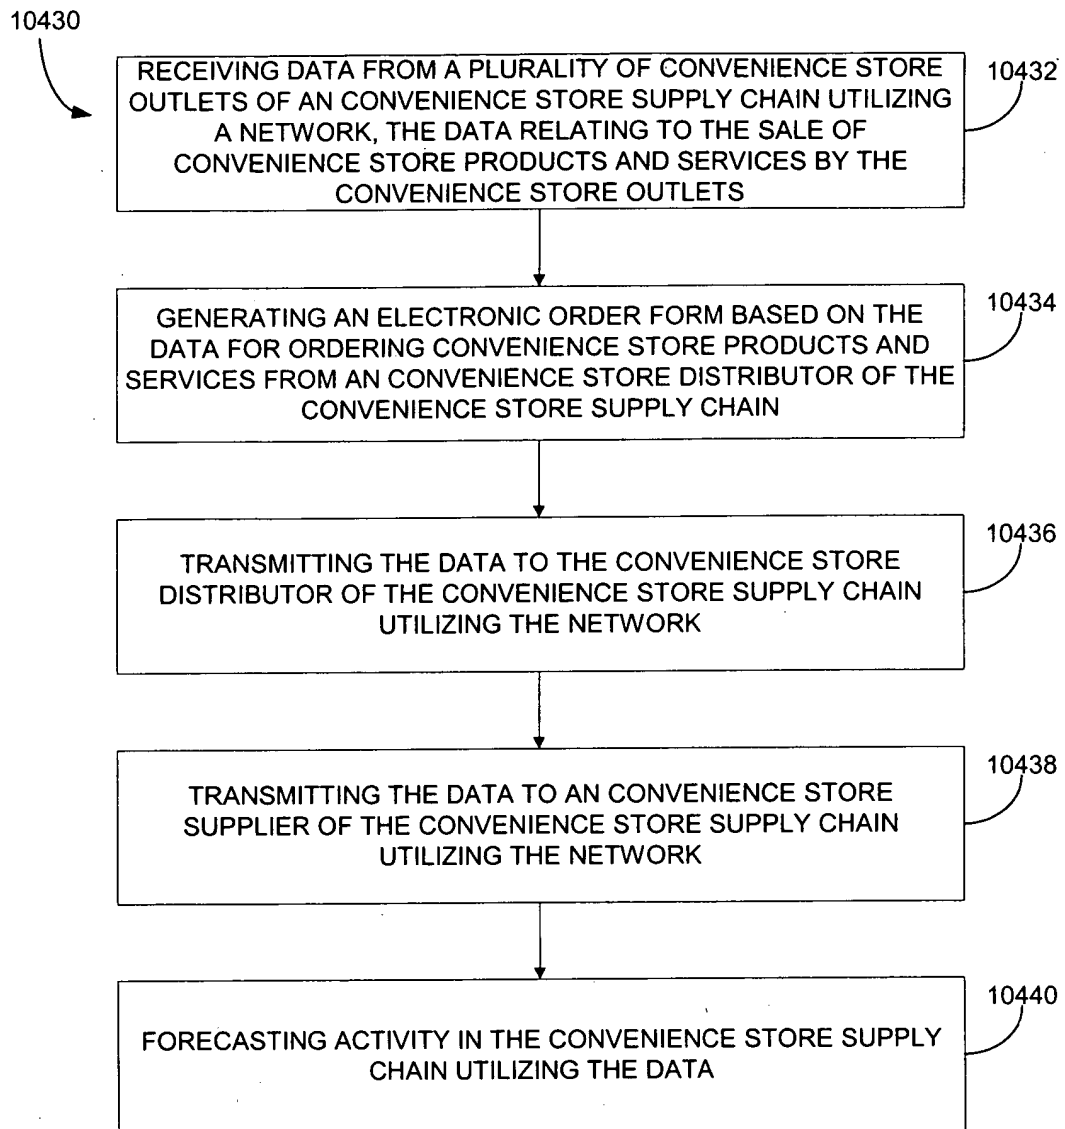 10430
RECEIVING DATA FROM A PLURALITY OF CONVENIENCE STORE
OUTLETS OF AN CONVENIENCE STORE SUPPLY CHAIN UTILIZING
A NETWORK, THE DATA RELATING TO THE SALE OF
CONVENIENCE STORE PRODUCTS AND SERVICES BY THE
CONVENIENCE STORE OUTLETS
10432
GENERATING AN ELECTRONIC ORDER FORM BASED ON THE
DATA FOR ORDERING CONVENIENCE STORE PRODUCTS AND
SERVICES FROM AN CONVENIENCE STORE DISTRIBUTOR OF THE
CONVENIENCE STORE SUPPLY CHAIN
10434
TRANSMITTING THE DATA TO THE CONVENIENCE STORE
DISTRIBUTOR OF THE CONVENIENCE STORE SUPPLY CHAIN
UTILIZING THE NETWORK
10436
TRANSMITTING THE DATA TO AN CONVENIENCE STORE
SUPPLIER OF THE CONVENIENCE STORE SUPPLY CHAIN
UTILIZING THE NETWORK
10438
FORECASTING ACTIVITY IN THE CONVENIENCE STORE SUPPLY
CHAIN UTILIZING THE DATA
10440